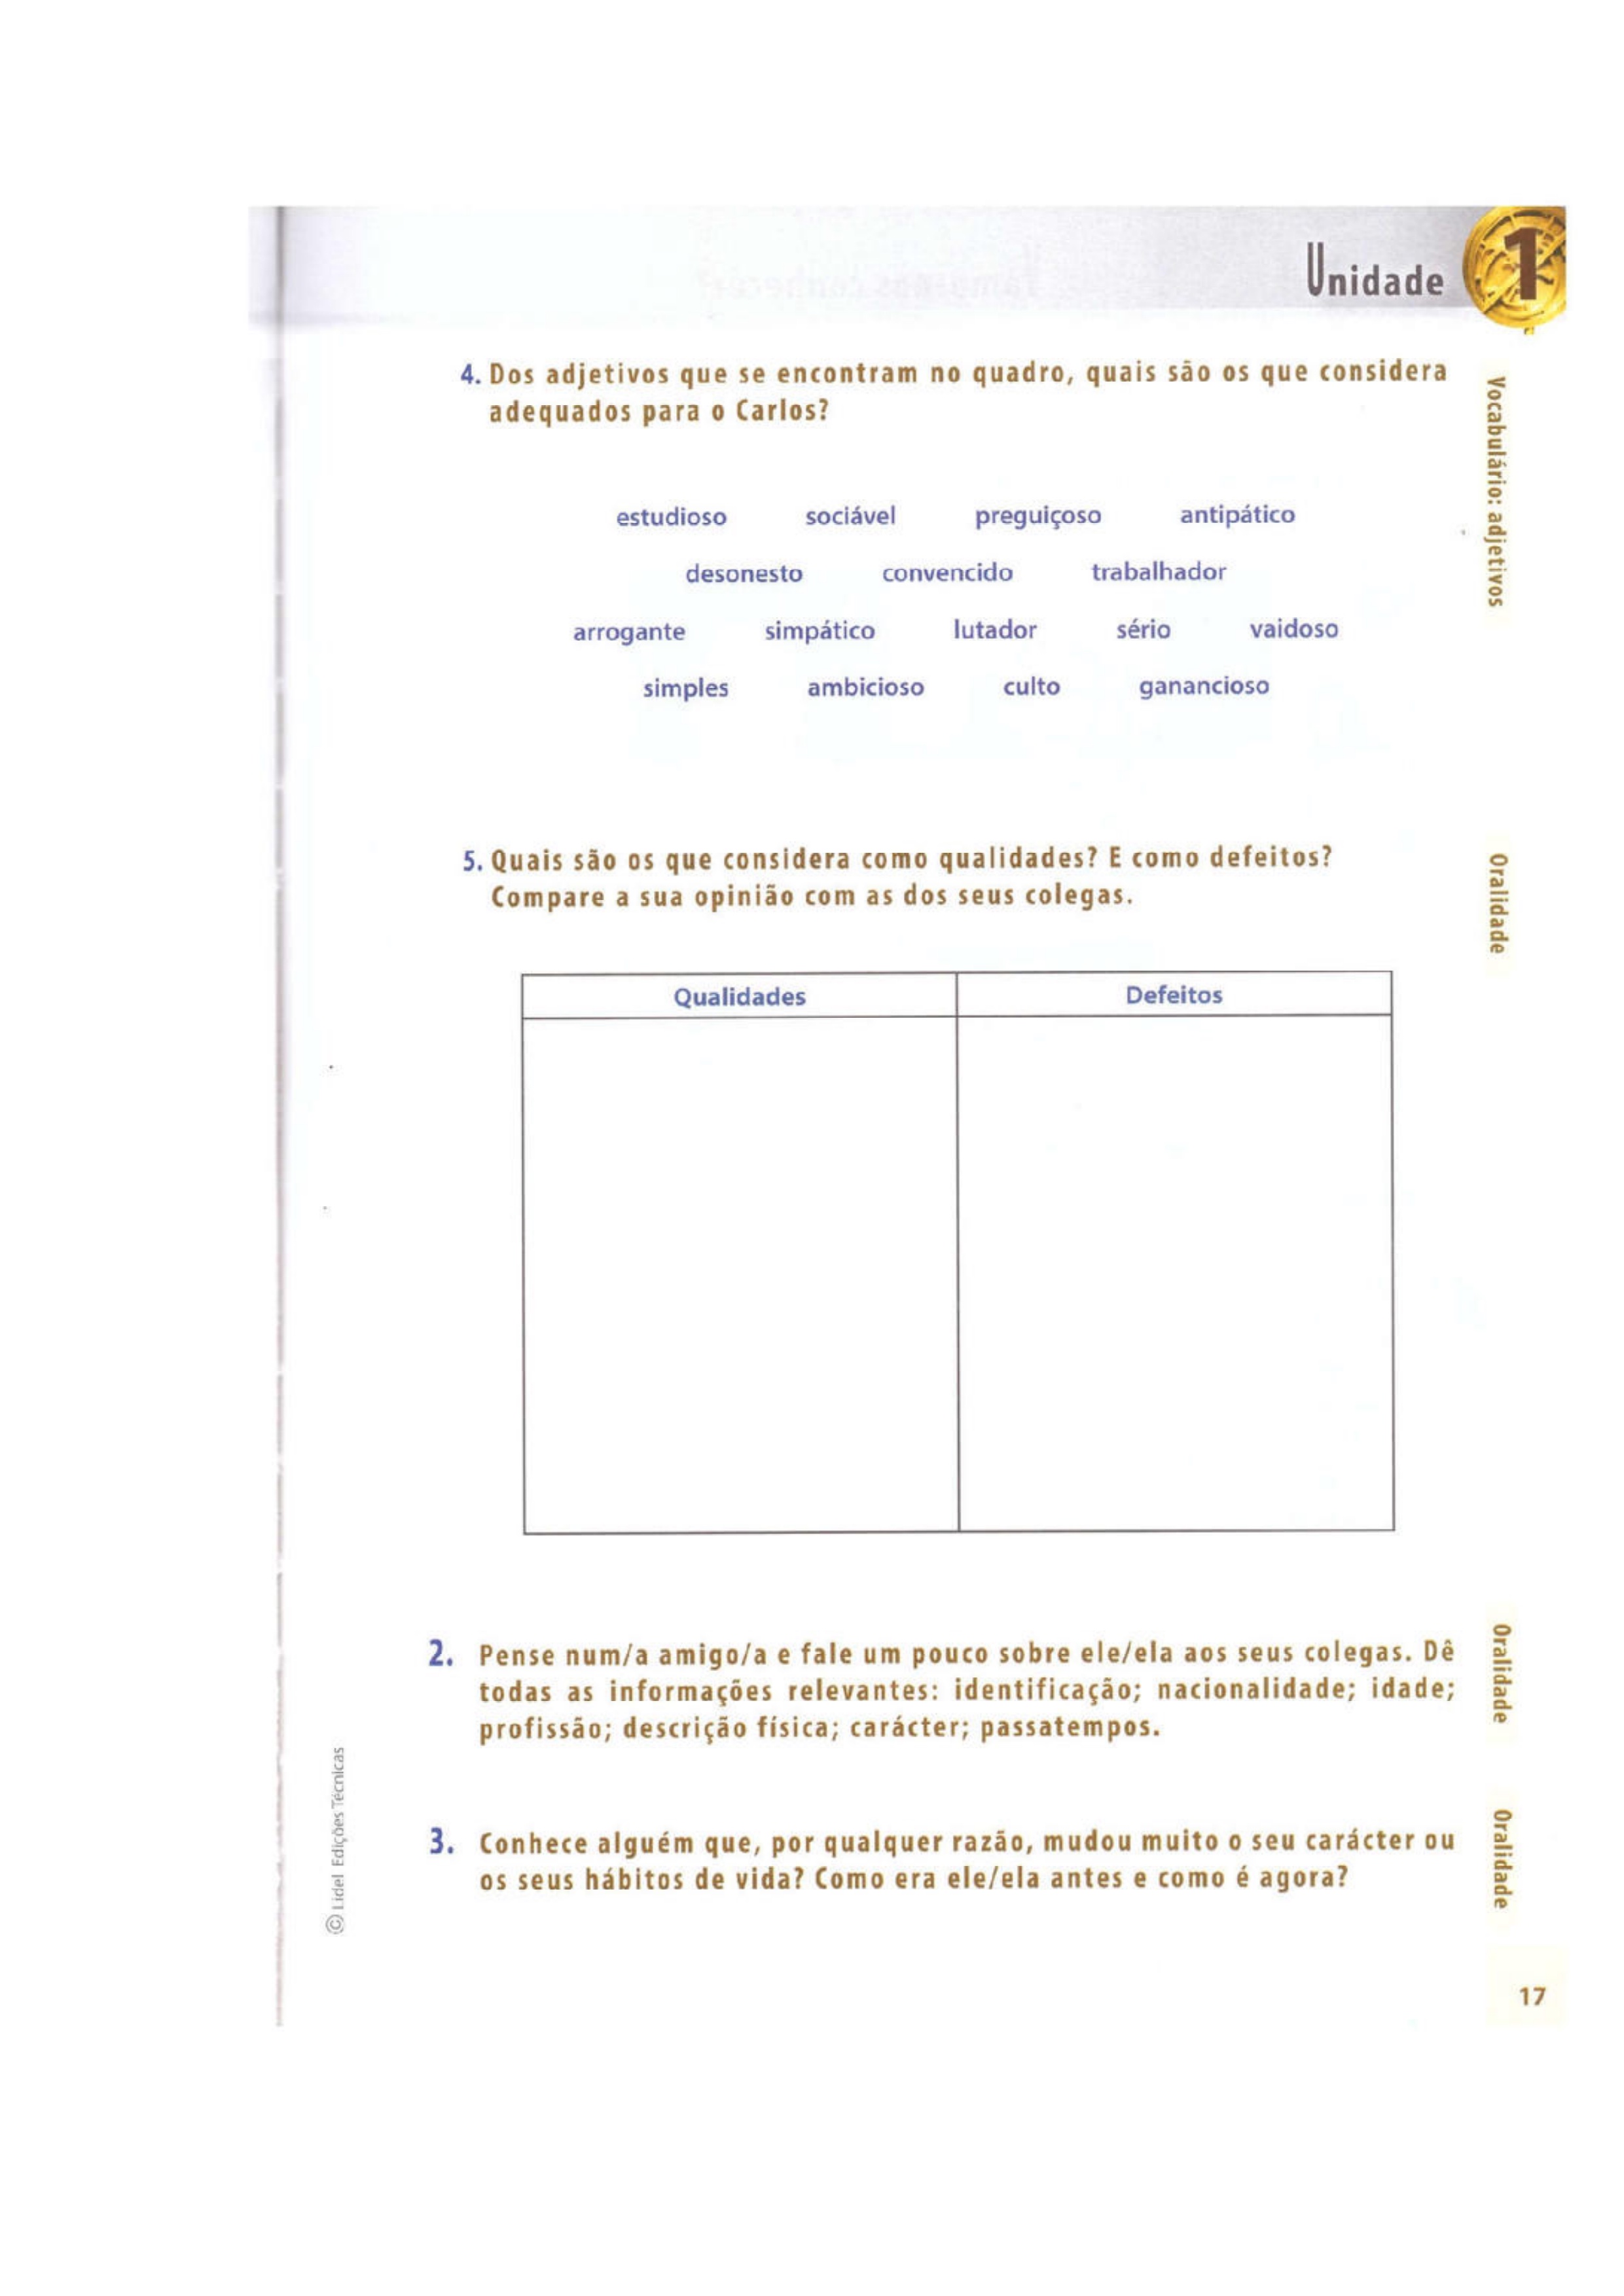 Unidade 1
4. Dos adjetivos que se encontram no quadro, quais são os que considera
adequados para o Carlos?
Vocabulário: adjetivos
estudioso sociável preguiçoso antipático
desonesto convencido trabalhador
arrogante simpático lutador sério vaidoso
simples ambicioso culto ganancioso
5. Quais são os que considera como qualidades? E como defeitos?
Compare a sua opinião com as dos seus colegas.
Oralidade
Qualidades Defeitos
2. Pense num/a amigo/a e fale um pouco sobre ele/ela aos seus colegas. Dê
todas as informações relevantes: identificação; nacionalidade; idade;
profissão; descrição física; carácter; passatempos.
Oralidade
3. Conhece alguém que, por qualquer razão, mudou muito o seu carácter ou
os seus hábitos de vida? Como era ele/ela antes e como é agora?
Oralidade
© Lidel Edições Técnicas
17